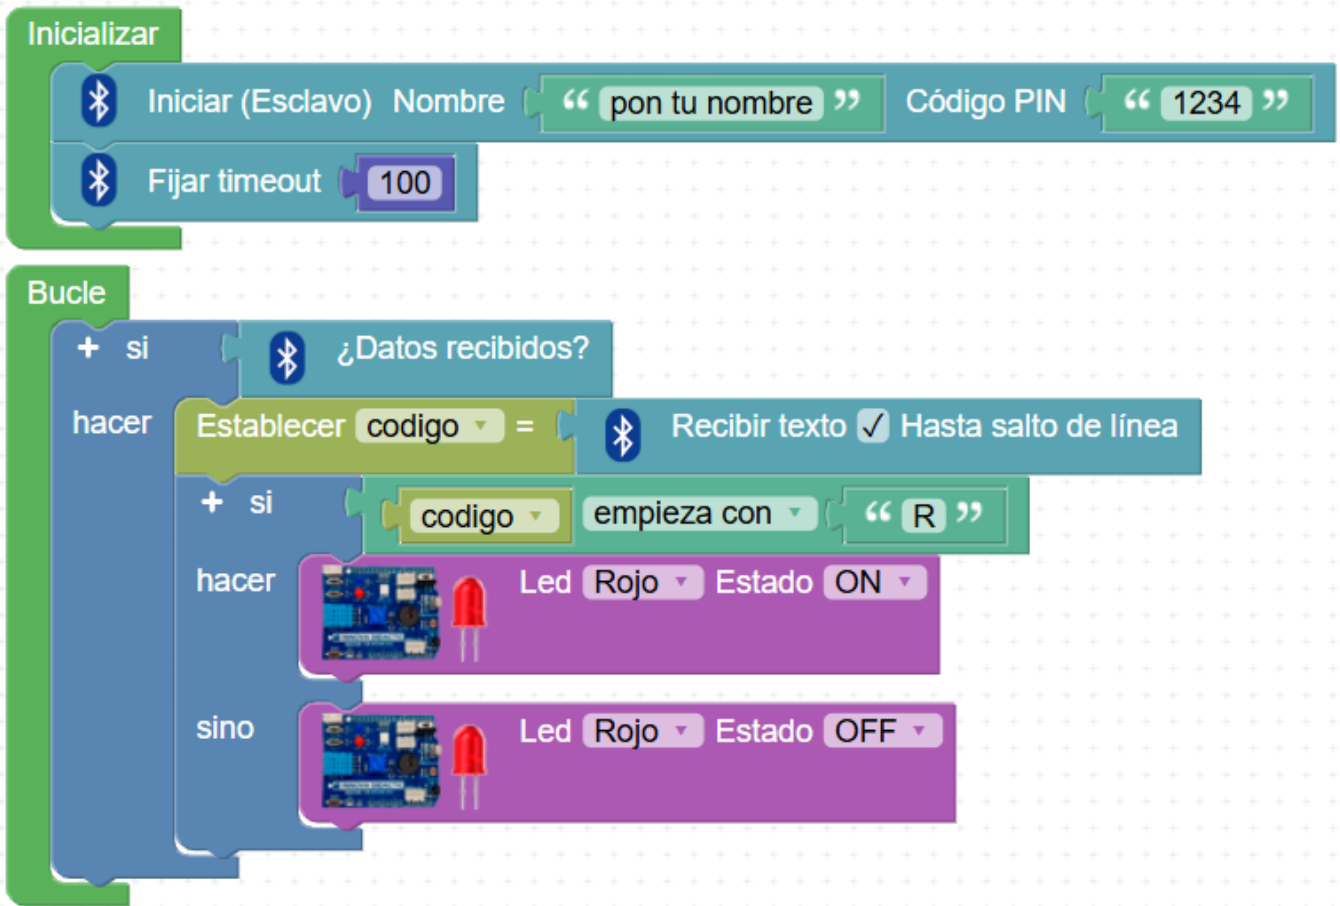 Inicializar
Iniciar (Esclavo) Nombre “ pon tu nombre ” Código PIN “ 1234 ”
Fijar timeout 100
Bucle
+ si ¿Datos recibidos?
hacer Establecer codigo = Recibir texto ✓ Hasta salto de línea
+ si codigo empieza con “ R ”
hacer Led Rojo Estado ON
sino Led Rojo Estado OFF